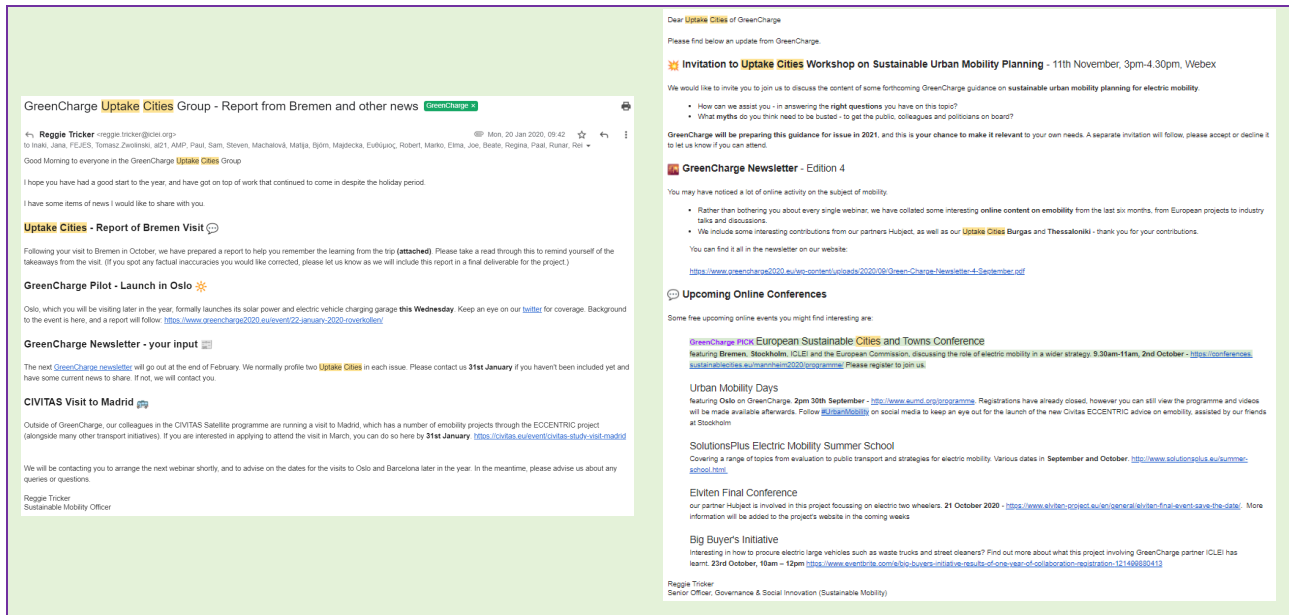 GreenCharge Uptake Cities Group - Report from Bremen and other news GreenCharge ×
Reggie Tricker <reggie.tricker@iclei.org>
Mon, 20 Jan 2020, 09:42
to Inaki, Jana, FEJES, Tomasz.Zwolinski, at21, AMP, Paul, Sam, Steven, Machalová, Matija, Björn, Majdecka, Ευθύμιος, Robert, Marko, Elma, Joe, Beate, Regina, Paal, Runar, Rei
Good Morning to everyone in the GreenCharge Uptake Cities Group
I hope you have had a good start to the year, and have got on top of work that continued to come in despite the holiday period.
I have some items of news I would like to share with you.
Uptake Cities - Report of Bremen Visit
Following your visit to Bremen in October, we have prepared a report to help you remember the learning from the trip (attached). Please take a read through this to remind yourself of the
takeaways from the visit. (If you spot any factual inaccuracies you would like corrected, please let us know as we will include this report in a final deliverable for the project.)
GreenCharge Pilot - Launch in Oslo
Oslo, which you will be visiting later in the year, formally launches its solar power and electric vehicle charging garage this Wednesday. Keep an eye on our twitter for coverage. Background
to the event is here, and a report will follow: https://www.greencharge2020.eu/event/22-january-2020-roverkollen/
GreenCharge Newsletter - your input
The next GreenCharge newsletter will go out at the end of February. We normally profile two Uptake Cities in each issue. Please contact us 31st January if you haven't been included yet and
have some current news to share. If not, we will contact you.
CIVITAS Visit to Madrid
Outside of GreenCharge, our colleagues in the CIVITAS Satellite programme are running a visit to Madrid, which has a number of emobility projects through the ECCENTRIC project
(alongside many other transport initiatives). If you are interested in applying to attend the visit in March, you can do so here by 31st January. https://civitas.eu/event/civitas-study-visit-madrid
We will be contacting you to arrange the next webinar shortly, and to advise on the dates for the visits to Oslo and Barcelona later in the year. In the meantime, please advise us about any
queries or questions.
Reggie Tricker
Sustainable Mobility Officer
Dear Uptake Cities of GreenCharge
Please find below an update from GreenCharge.
Invitation to Uptake Cities Workshop on Sustainable Urban Mobility Planning - 11th November, 3pm-4.30pm, Webex
We would like to invite you to join us to discuss the content of some forthcoming GreenCharge guidance on sustainable urban mobility planning for electric mobility.
• How can we assist you - in answering the right questions you have on this topic?
• What myths do you think need to be busted - to get the public, colleagues and politicians on board?
GreenCharge will be preparing this guidance for issue in 2021, and this is your chance to make it relevant to your own needs. A separate invitation will follow, please accept or decline it
to let us know if you can attend.
GreenCharge Newsletter - Edition 4
You may have noticed a lot of online activity on the subject of mobility.
• Rather than bothering you about every single webinar, we have collated some interesting online content on emobility from the last six months, from European projects to industry
talks and discussions.
• We include some interesting contributions from our partners Hubject, as well as our Uptake Cities Burgas and Thessaloniki - thank you for your contributions.
You can find it all in the newsletter on our website:
https://www.greencharge2020.eu/wp-content/uploads/2020/09/Green-Charge-Newsletter-4-September.pdf
Upcoming Online Conferences
Some free upcoming online events you might find interesting are:
GreenCharge PICK European Sustainable Cities and Towns Conference
featuring Bremen, Stockholm, ICLEI and the European Commission, discussing the role of electric mobility in a wider strategy. 9.30am-11am, 2nd October - https://conferences.
sustainablecities.eu/mannheim2020/programme/ Please register to join us.
Urban Mobility Days
featuring Oslo on GreenCharge. 2pm 30th September - http://www.eumd.org/programme. Registrations have already closed, however you can still view the programme and videos
will be made available afterwards. Follow #UrbanMobility on social media to keep an eye out for the launch of the new Civitas ECCENTRIC advice on emobility, assisted by our friends
at Stockholm
SolutionsPlus Electric Mobility Summer School
Covering a range of topics from evaluation to public transport and strategies for electric mobility. Various dates in September and October. http://www.solutionsplus.eu/summer-
school.html
Elviten Final Conference
our partner Hubject is involved in this project focussing on electric two wheelers. 21 October 2020 - https://www.elviten-project.eu/en/general/elviten-final-event-save-the-date/. More
information will be added to the project's website in the coming weeks
Big Buyer's Initiative
Interesting in how to procure electric large vehicles such as waste trucks and street cleaners? Find out more about what this project involving GreenCharge partner ICLEI has
learnt. 23rd October, 10am – 12pm https://www.eventbrite.com/e/big-buyers-initiative-results-of-one-year-of-collaboration-registration-121499880413
Reggie Tricker
Senior Officer, Governance & Social Innovation (Sustainable Mobility)